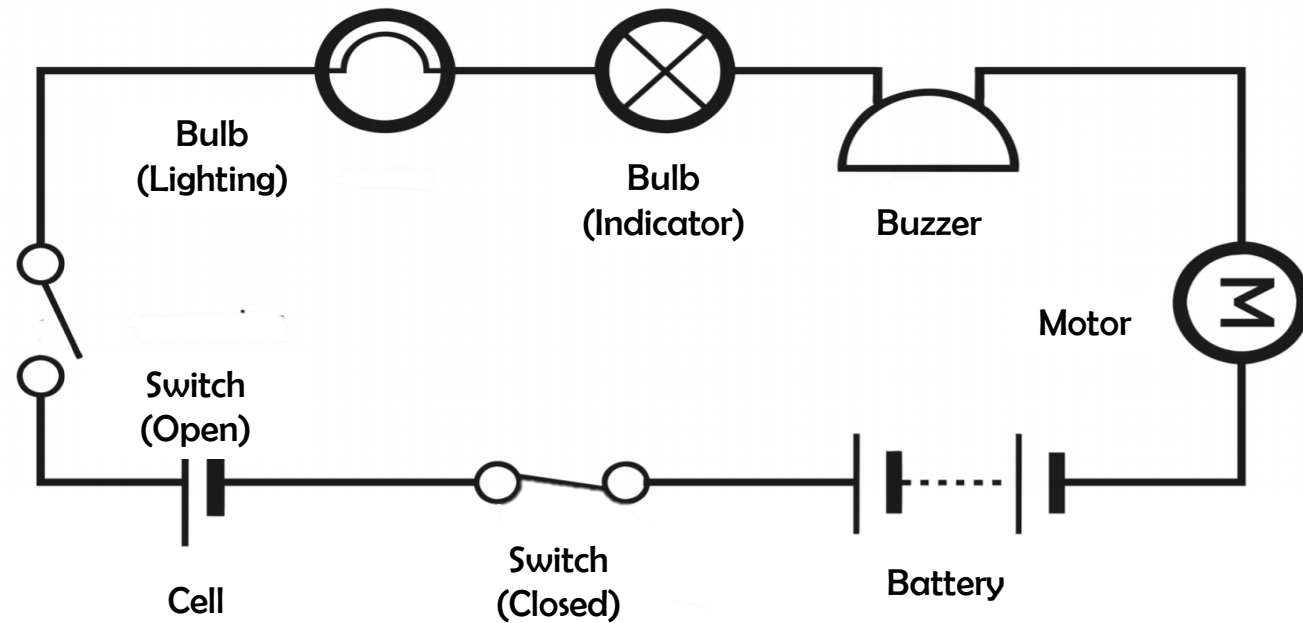 Bulb
(Lighting)
Bulb
(Indicator)
Buzzer
M
Motor
Switch
(Open)
Cell
Switch
(Closed)
Battery